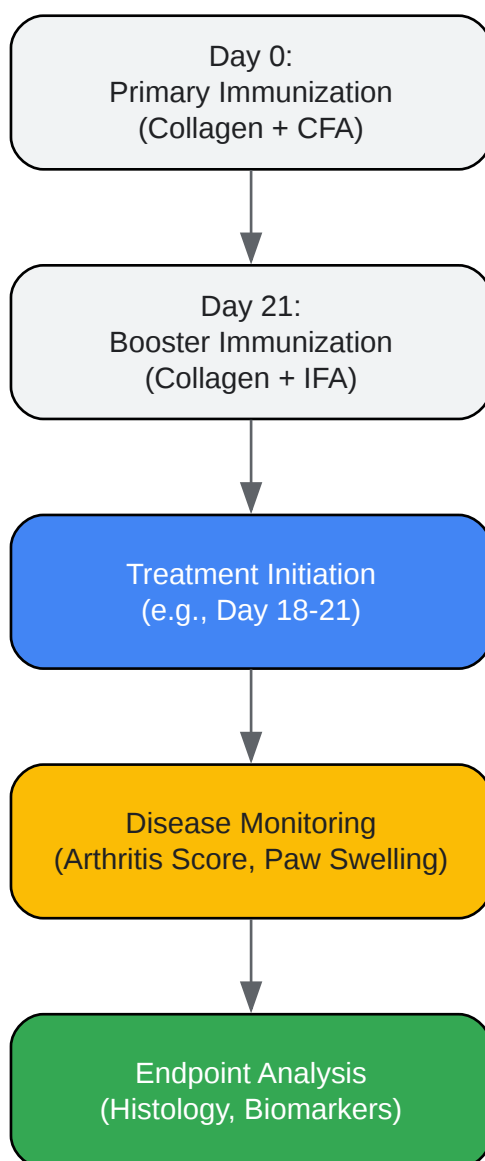 Day 0:
Primary Immunization
(Collagen + CFA)
Day 21:
Booster Immunization
(Collagen + IFA)
Treatment Initiation
(e.g., Day 18-21)
Disease Monitoring
(Arthritis Score, Paw Swelling)
Endpoint Analysis
(Histology, Biomarkers)